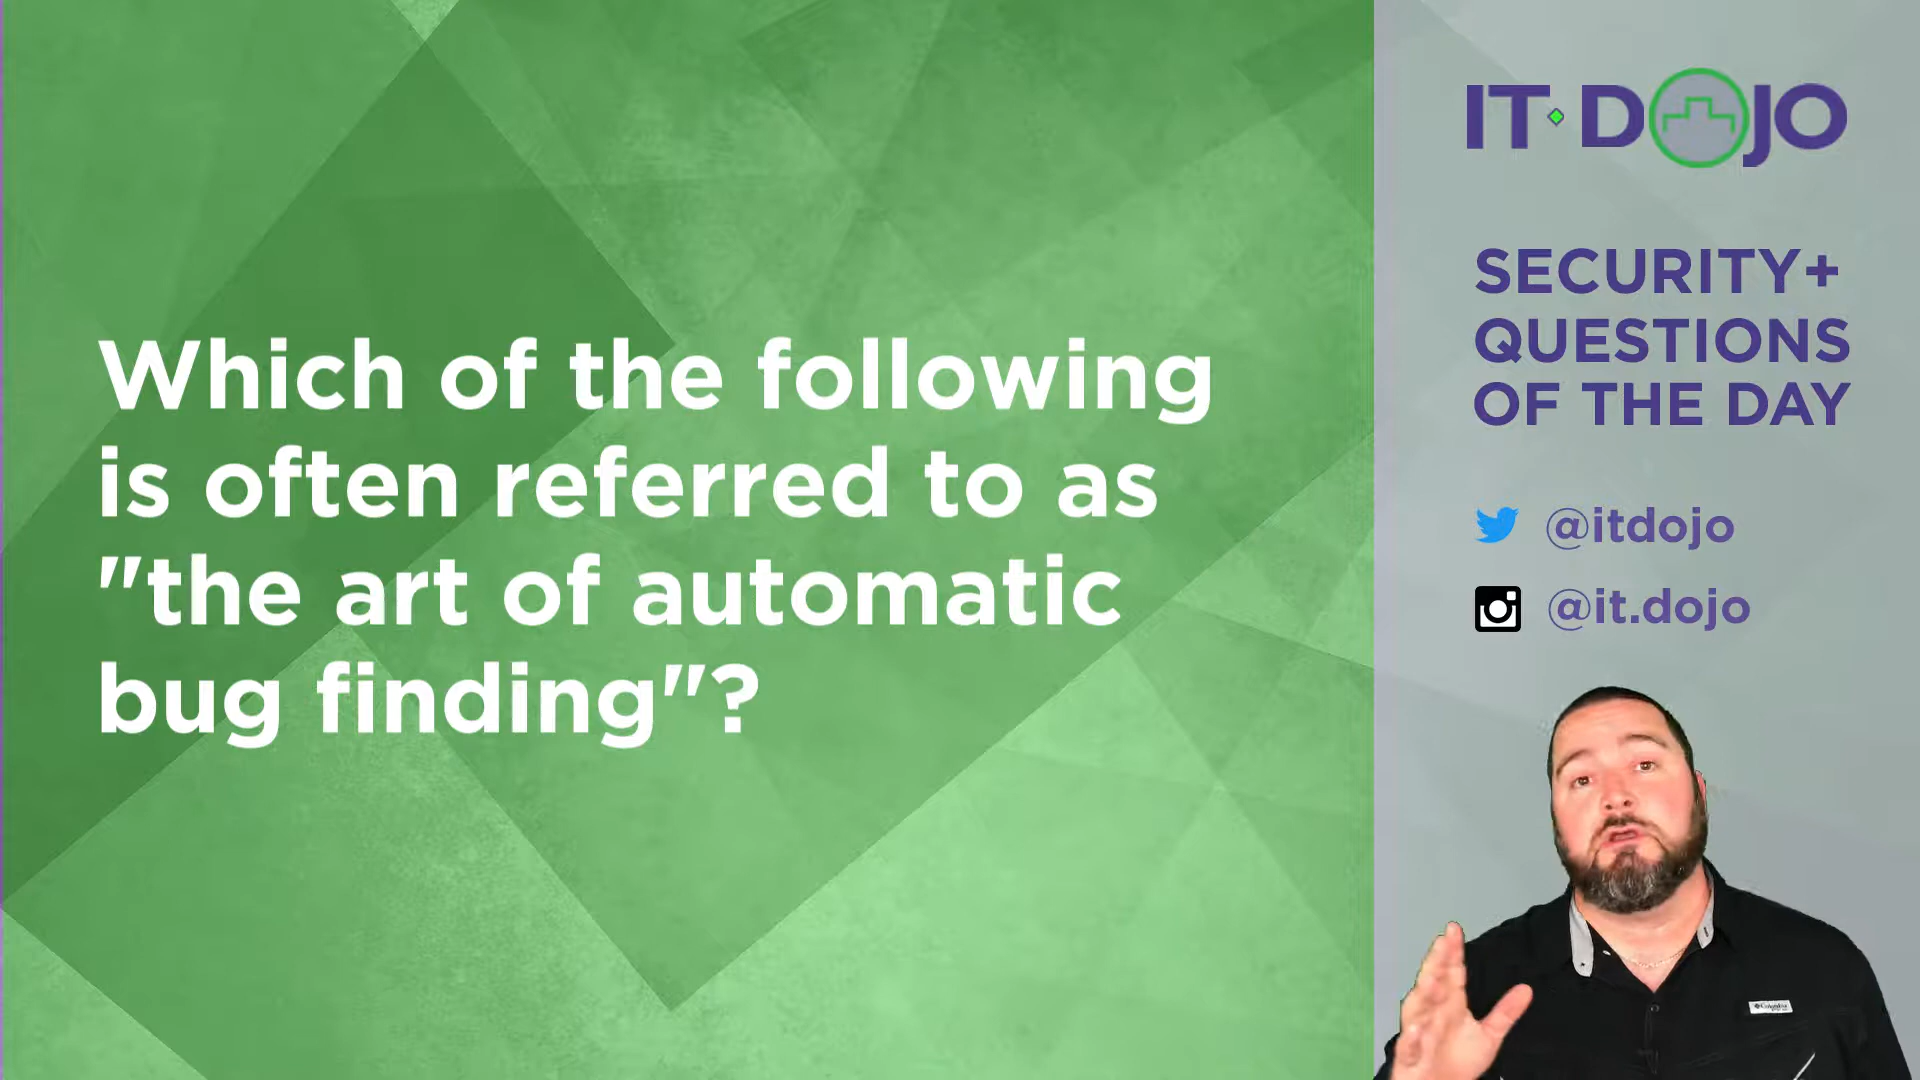 Which of the following
is often referred to as
"the art of automatic
bug finding"?
IT DOJO
SECURITY+
QUESTIONS
OF THE DAY
@itdojo
@it.dojo
Columbia